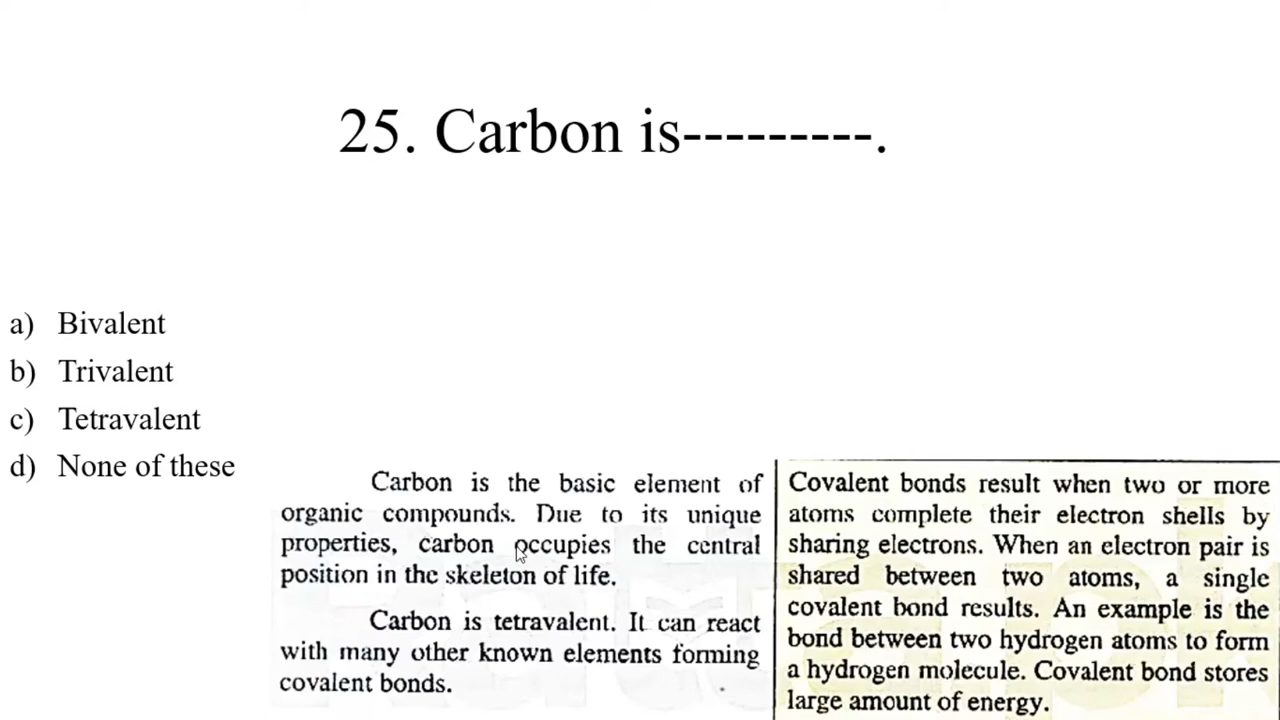 25. Carbon is---------.
a) Bivalent
b) Trivalent
c) Tetravalent
d) None of these
Carbon is the basic element of
organic compounds. Due to its unique
properties, carbon occupies the central
position in the skeleton of life.
Carbon is tetravalent. It can react
with many other known elements forming
covalent bonds.
Covalent bonds result when two or more
atoms complete their electron shells by
sharing electrons. When an electron pair is
shared between two atoms, a single
covalent bond results. An example is the
bond between two hydrogen atoms to form
a hydrogen molecule. Covalent bond stores
large amount of energy.